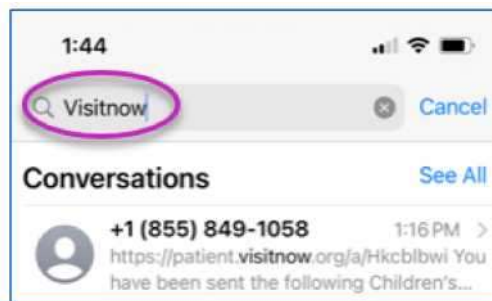 1:44
Visitnow
Cancel
Conversations
See All
+1 (855) 849-1058
1:16 PM
https://patient.visitnow.org/a/Hkcblbwi You
have been sent the following Children's...